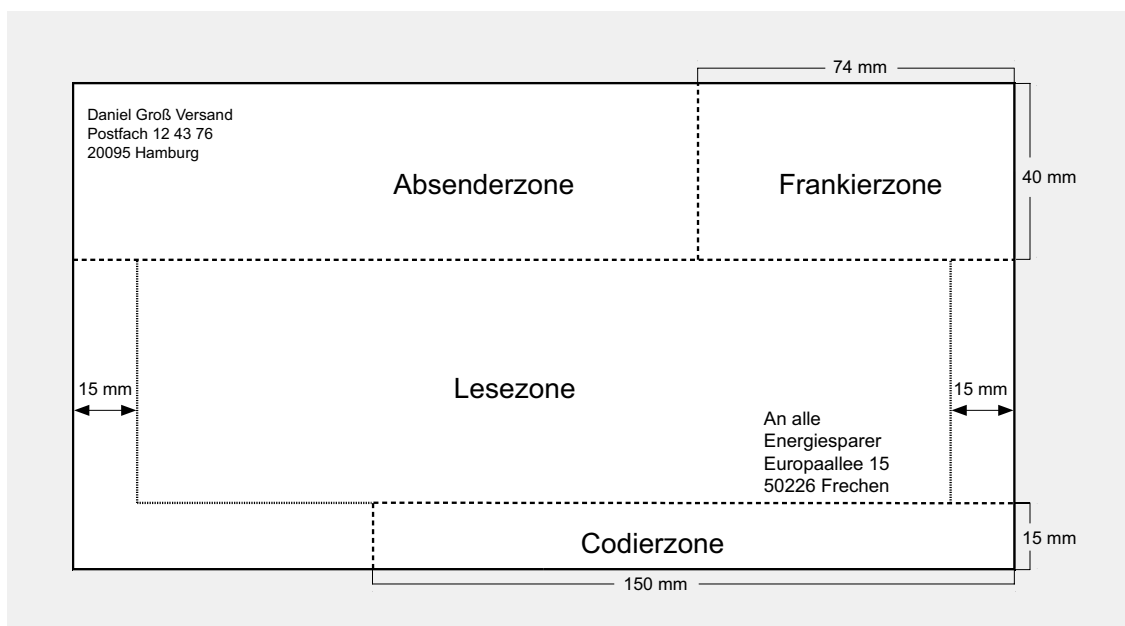 74 mm
Daniel Groß Versand
Postfach 12 43 76
20095 Hamburg
Absenderzone
Frankierzone
40 mm
15 mm
Lesezone
15 mm
An alle
Energiesparer
Europaallee 15
50226 Frechen
Codierzone
15 mm
150 mm